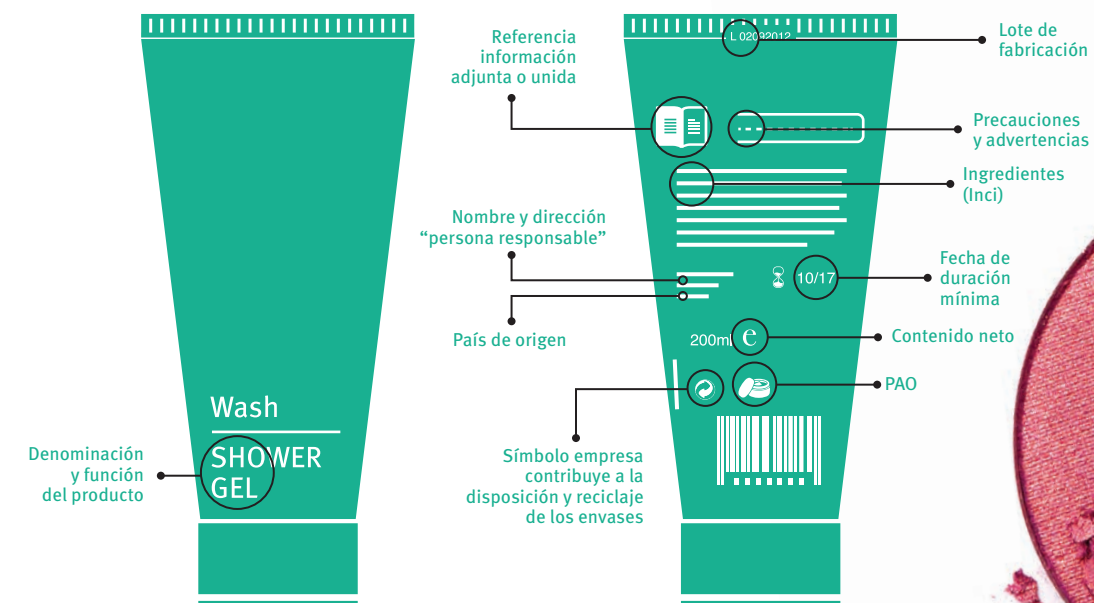 Referencia
información
adjunta o unida
L 02092012
Lote de
fabricación
Precauciones
y advertencias
Ingredientes
(Inci)
Nombre y dirección
“persona responsable”
10/17
Fecha de
duración
mínima
País de origen
200ml e
Contenido neto
PAO
Wash
SHOWER
GEL
Denominación
y función
del producto
Símbolo empresa
contribuye a la
disposición y reciclaje
de los envases